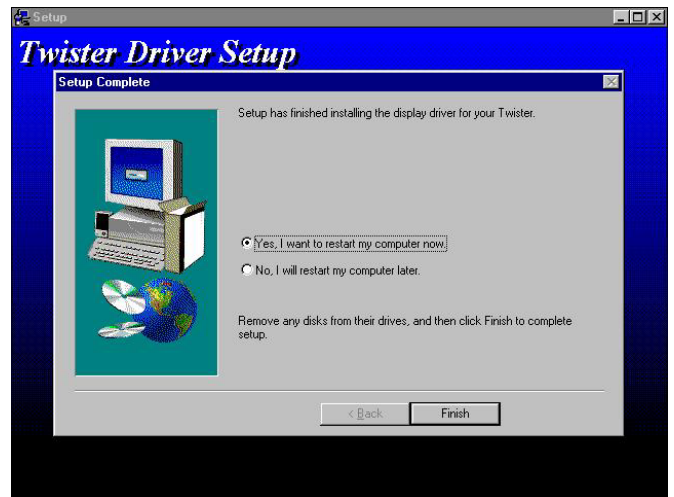 Setup
Twister Driver Setup
Setup Complete
Setup has finished installing the display driver for your Twister.
Yes, I want to restart my computer now.
No, I will restart my computer later.
Remove any disks from their drives, and then click Finish to complete
setup.
< Back
Finish